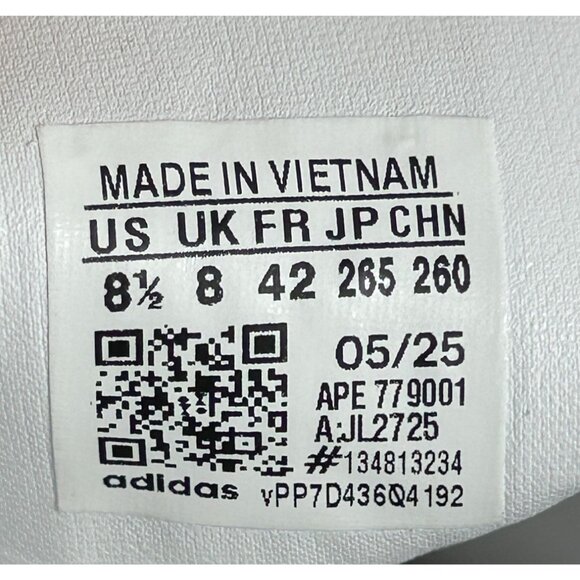 MADE IN VIETNAM
US UK FR JP CHN
8½ 8 42 265 260
05/25
APE 779001
A:JL2725
#134813234
adidas vPP7D436Q4192